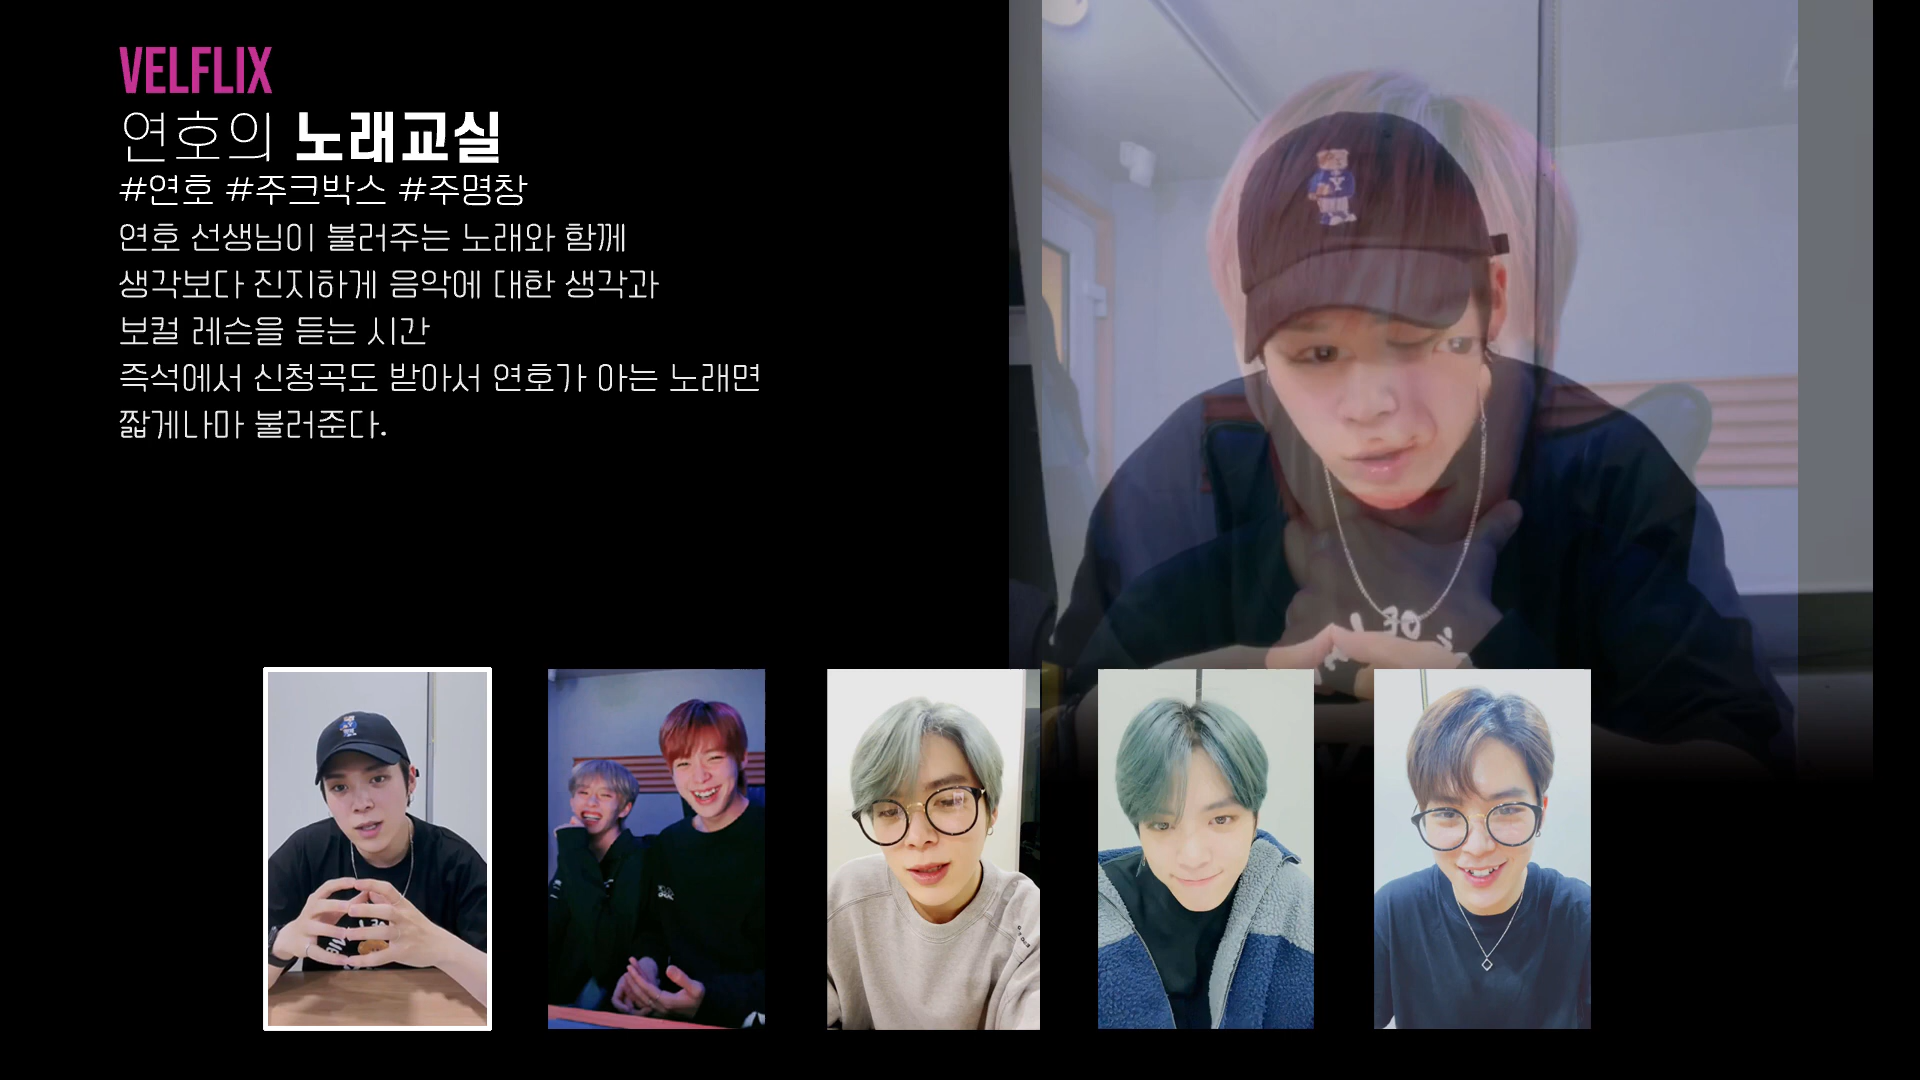 VELFLIX
연호의 노래교실
#연호 #주크박스 #주명창
연호 선생님이 불러주는 노래와 함께
생각보다 진지하게 음악에 대한 생각과
보컬 레슨을 듣는 시간
즉석에서 신청곡도 받아서 연호가 아는 노래면
짧게나마 불러준다.